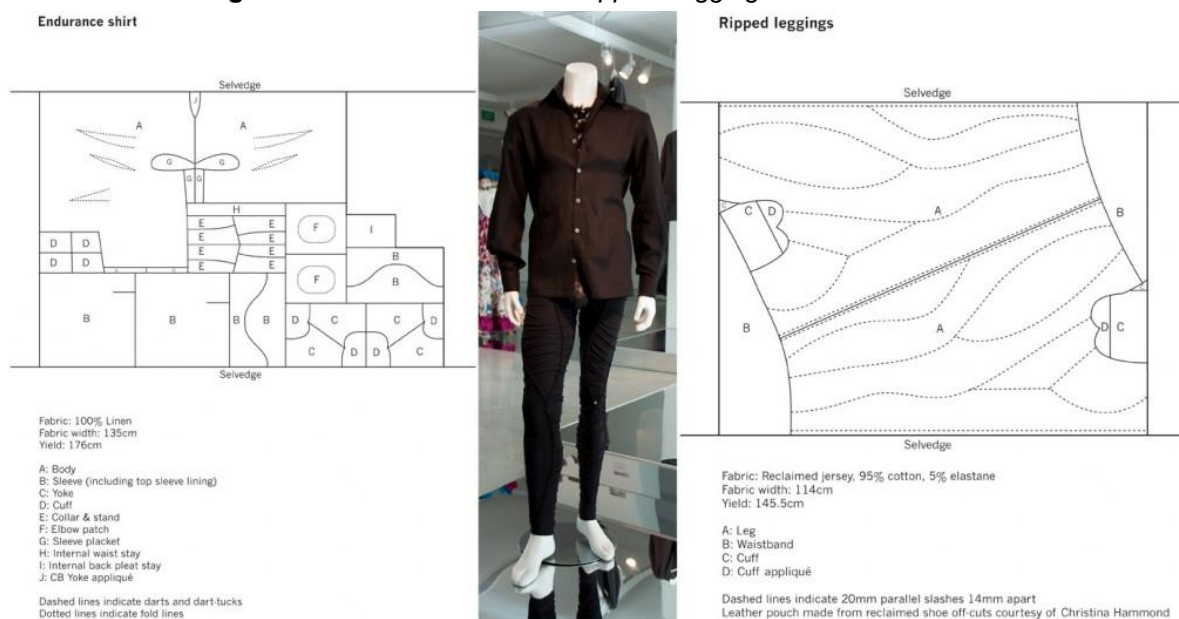 Endurance shirt
Selvedge
J
A
A
G
G
G
G
H
E
E
E
E
E
E
E
E
F
F
I
D
D
D
D
B
B
B
B
B
B
D
C
C
D
C
D
D
C
Selvedge
Fabric: 100% Linen
Fabric width: 135cm
Yield: 176cm
A: Body
B: Sleeve (including top sleeve lining)
C: Yoke
D: Cuff
E: Collar & stand
F: Elbow patch
G: Sleeve placket
H: Internal waist stay
I: Internal back pleat stay
J: CB Yoke appliqué
Dashed lines indicate darts and dart-tucks
Dotted lines indicate fold lines
Ripped leggings
Selvedge
C
C
D
A
B
B
A
D
C
Selvedge
Fabric: Reclaimed jersey, 95% cotton, 5% elastane
Fabric width: 114cm
Yield: 145.5cm
A: Leg
B: Waistband
C: Cuff
D: Cuff appliqué
Dashed lines indicate 20mm parallel slashes 14mm apart
Leather pouch made from reclaimed shoe off-cuts courtesy of Christina Hammond